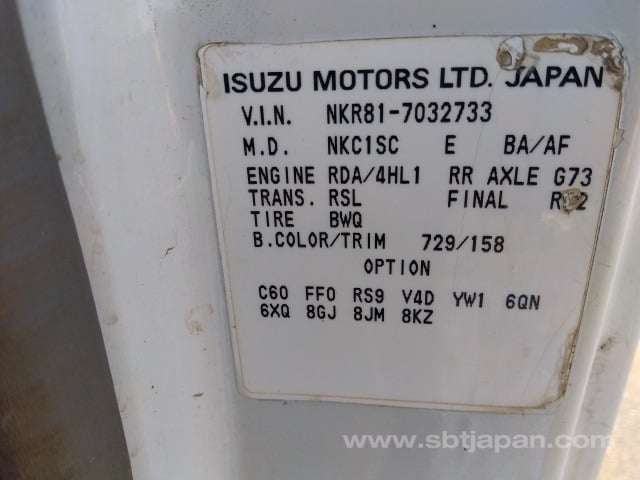 ISUZU MOTORS LTD. JAPAN
V.I.N. NKR81-7032733
M.D. NKC1SC E BA/AF
ENGINE RDA/4HL1 RR AXLE G73
TRANS. RSL FINAL
TIRE BWQ
B.COLOR/TRIM 729/158
OPTION
C60 FF0 RS9 V4D YW1 6QN
6XQ 8GJ 8JM 8KZ
www.sbtjapan.com